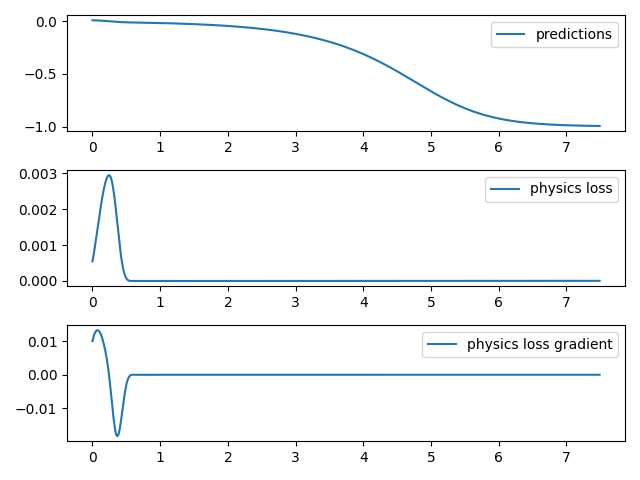 0.0
−0.5
−1.0
predictions
0 1 2 3 4 5 6 7
0.003
0.002
0.001
0.000
physics loss
0 1 2 3 4 5 6 7
0.01
0.00
−0.01
physics loss gradient
0 1 2 3 4 5 6 7